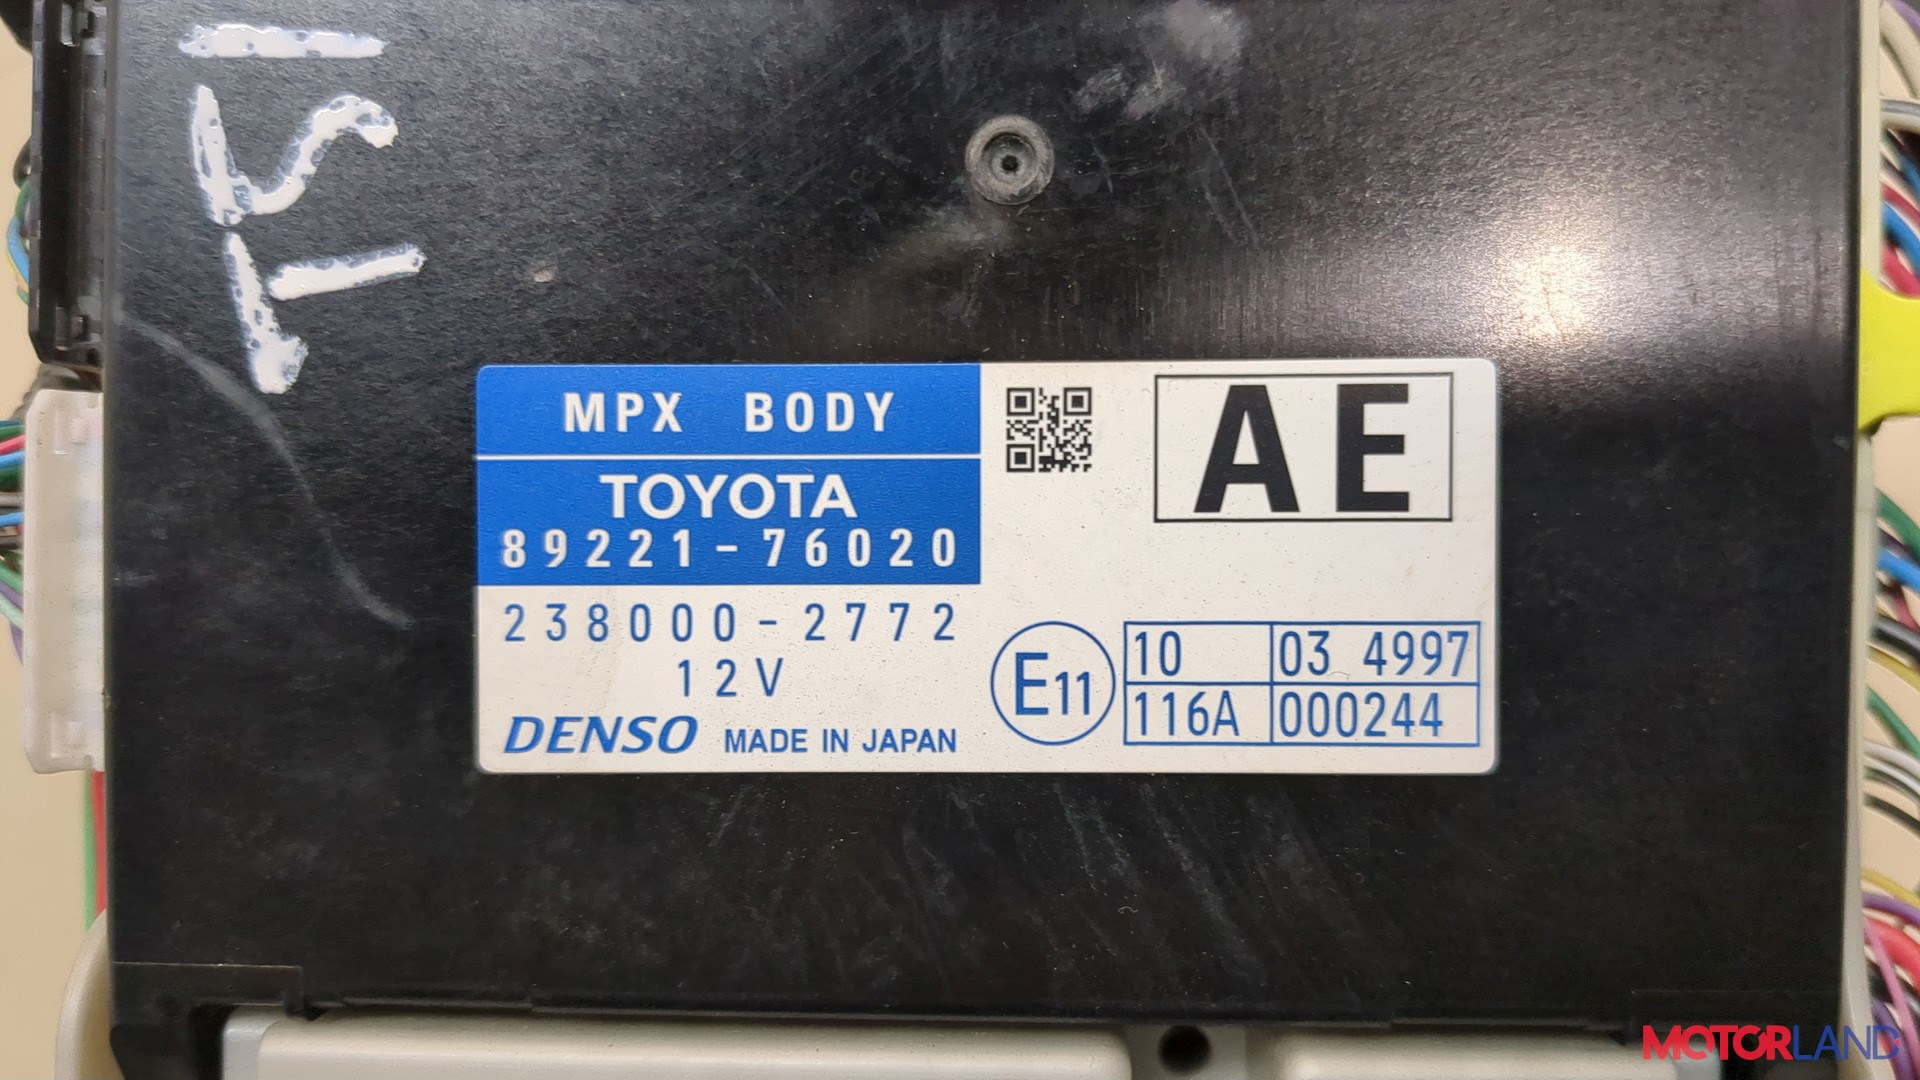 MPX BODY
TOYOTA
89221-76020
238000-2772
12V
DENSO MADE IN JAPAN
AE
E11
10 03 4997
116A 000244
MOTORLAND